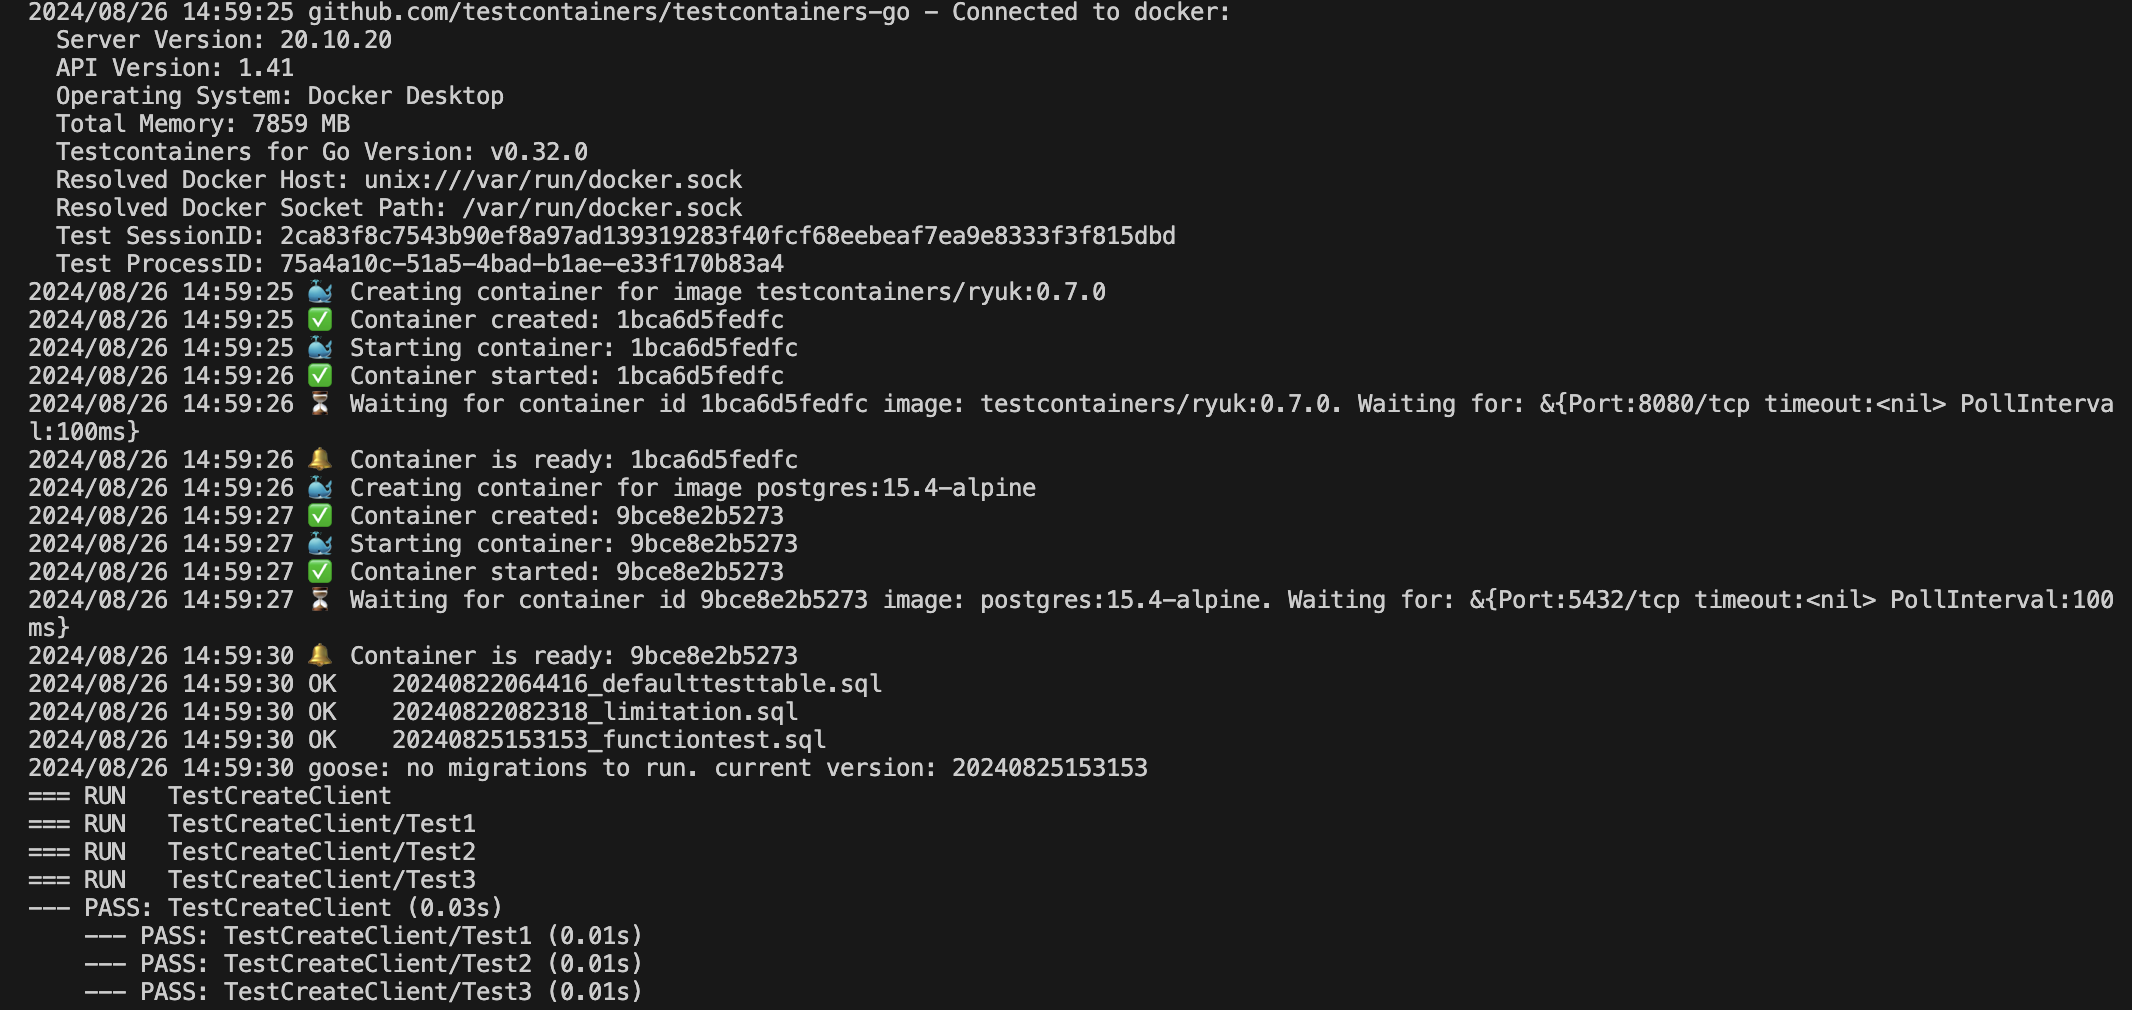 2024/08/26 14:59:25 github.com/testcontainers/testcontainers-go - Connected to docker:
  Server Version: 20.10.20
  API Version: 1.41
  Operating System: Docker Desktop
  Total Memory: 7859 MB
  Testcontainers for Go Version: v0.32.0
  Resolved Docker Host: unix:///var/run/docker.sock
  Resolved Docker Socket Path: /var/run/docker.sock
  Test SessionID: 2ca83f8c7543b90ef8a97ad139319283f40fcf68eebeaf7ea9e8333f3f815dbd
  Test ProcessID: 75a4a10c-51a5-4bad-b1ae-e33f170b83a4
2024/08/26 14:59:25 🐳 Creating container for image testcontainers/ryuk:0.7.0
2024/08/26 14:59:25 ✅ Container created: 1bca6d5fedfc
2024/08/26 14:59:25 🐳 Starting container: 1bca6d5fedfc
2024/08/26 14:59:26 ✅ Container started: 1bca6d5fedfc
2024/08/26 14:59:26 ⏳ Waiting for container id 1bca6d5fedfc image: testcontainers/ryuk:0.7.0. Waiting for: &{Port:8080/tcp timeout:<nil> PollInterva
l:100ms}
2024/08/26 14:59:26 🔔 Container is ready: 1bca6d5fedfc
2024/08/26 14:59:26 🐳 Creating container for image postgres:15.4-alpine
2024/08/26 14:59:27 ✅ Container created: 9bce8e2b5273
2024/08/26 14:59:27 🐳 Starting container: 9bce8e2b5273
2024/08/26 14:59:27 ✅ Container started: 9bce8e2b5273
2024/08/26 14:59:27 ⏳ Waiting for container id 9bce8e2b5273 image: postgres:15.4-alpine. Waiting for: &{Port:5432/tcp timeout:<nil> PollInterval:100
ms}
2024/08/26 14:59:30 🔔 Container is ready: 9bce8e2b5273
2024/08/26 14:59:30 OK    20240822064416_defaulttesttable.sql
2024/08/26 14:59:30 OK    20240822082318_limitation.sql
2024/08/26 14:59:30 OK    20240825153153_functiontest.sql
2024/08/26 14:59:30 goose: no migrations to run. current version: 20240825153153
=== RUN   TestCreateClient
=== RUN   TestCreateClient/Test1
=== RUN   TestCreateClient/Test2
=== RUN   TestCreateClient/Test3
--- PASS: TestCreateClient (0.03s)
    --- PASS: TestCreateClient/Test1 (0.01s)
    --- PASS: TestCreateClient/Test2 (0.01s)
    --- PASS: TestCreateClient/Test3 (0.01s)